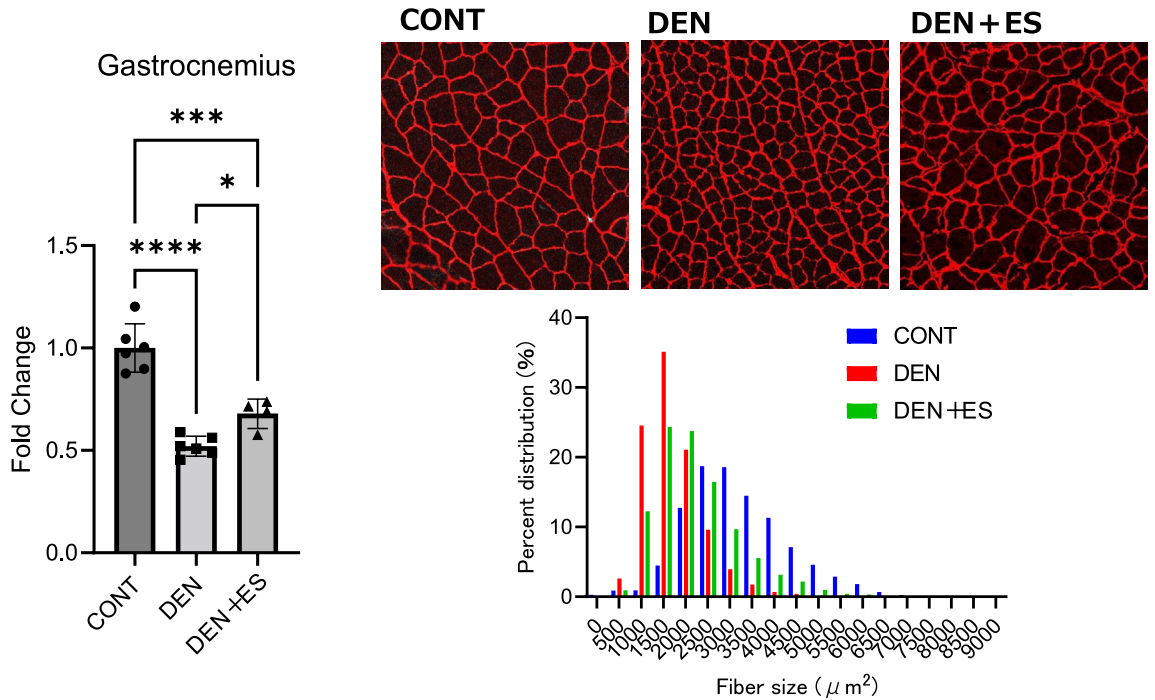 Gastrocnemius
***
*
****
Fold Change
1.5
1.0
0.5
0.0
CONT
DEN
DEN+ES
CONT
DEN
DEN+ES
Percent distribution (%)
40
30
20
10
0
CONT
DEN
DEN+ES
0
500
1000
1500
2000
2500
3000
3500
4000
4500
5000
5500
6000
6500
7000
7500
8000
8500
9000
Fiber size (μm²)